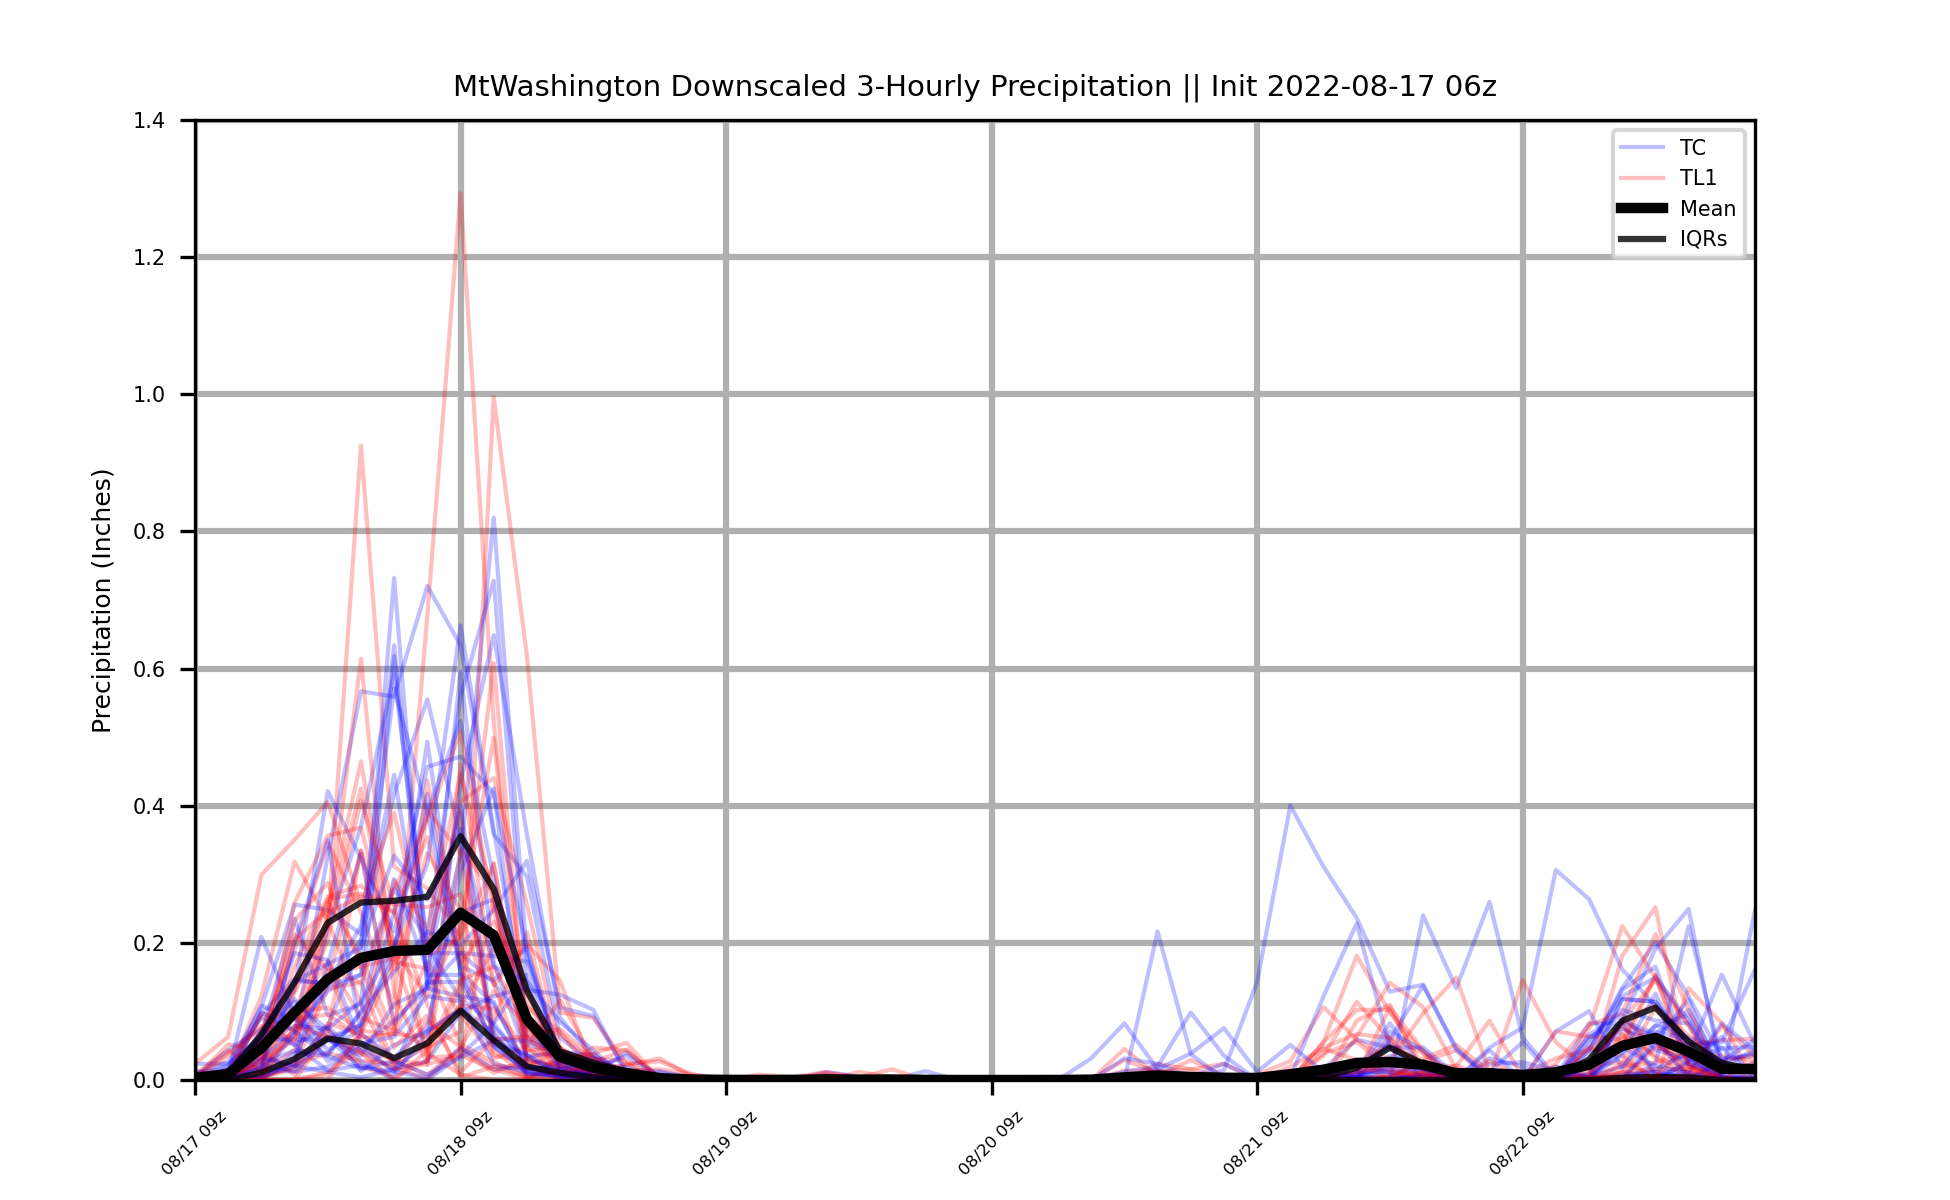 MtWashington Downscaled 3-Hourly Precipitation || Init 2022-08-17 06z
TC
TL1
Mean
IQRs
Precipitation (Inches)
1.4
1.2
1.0
0.8
0.6
0.4
0.2
0.0
08/17 09z
08/18 09z
08/19 09z
08/20 09z
08/21 09z
08/22 09z